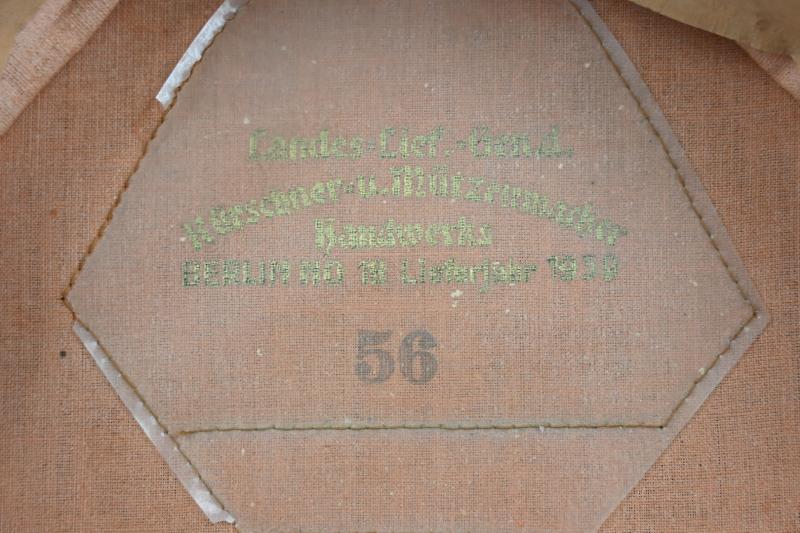 Landes-Lief.-Gen.d.
Kürschner-u.Mützenmacher
Handwerks
BERLIN NO 18 Lieferjahr 1939
56